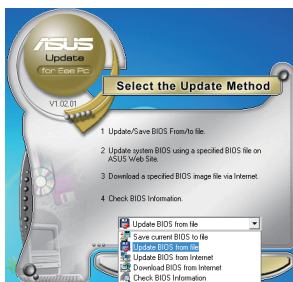 ASUS
Update
for Eee Pc
V1.02.01
Select the Update Method
1 Update/Save BIOS From/to file.
2 Update system BIOS using a specified BIOS file on
ASUS Web Site.
3 Download a specified BIOS image file via Internet.
4 Check BIOS Information.
Update BIOS from file
Save current BIOS to file
Update BIOS from file
Update BIOS from Internet
Download BIOS from Internet
Check BIOS Information